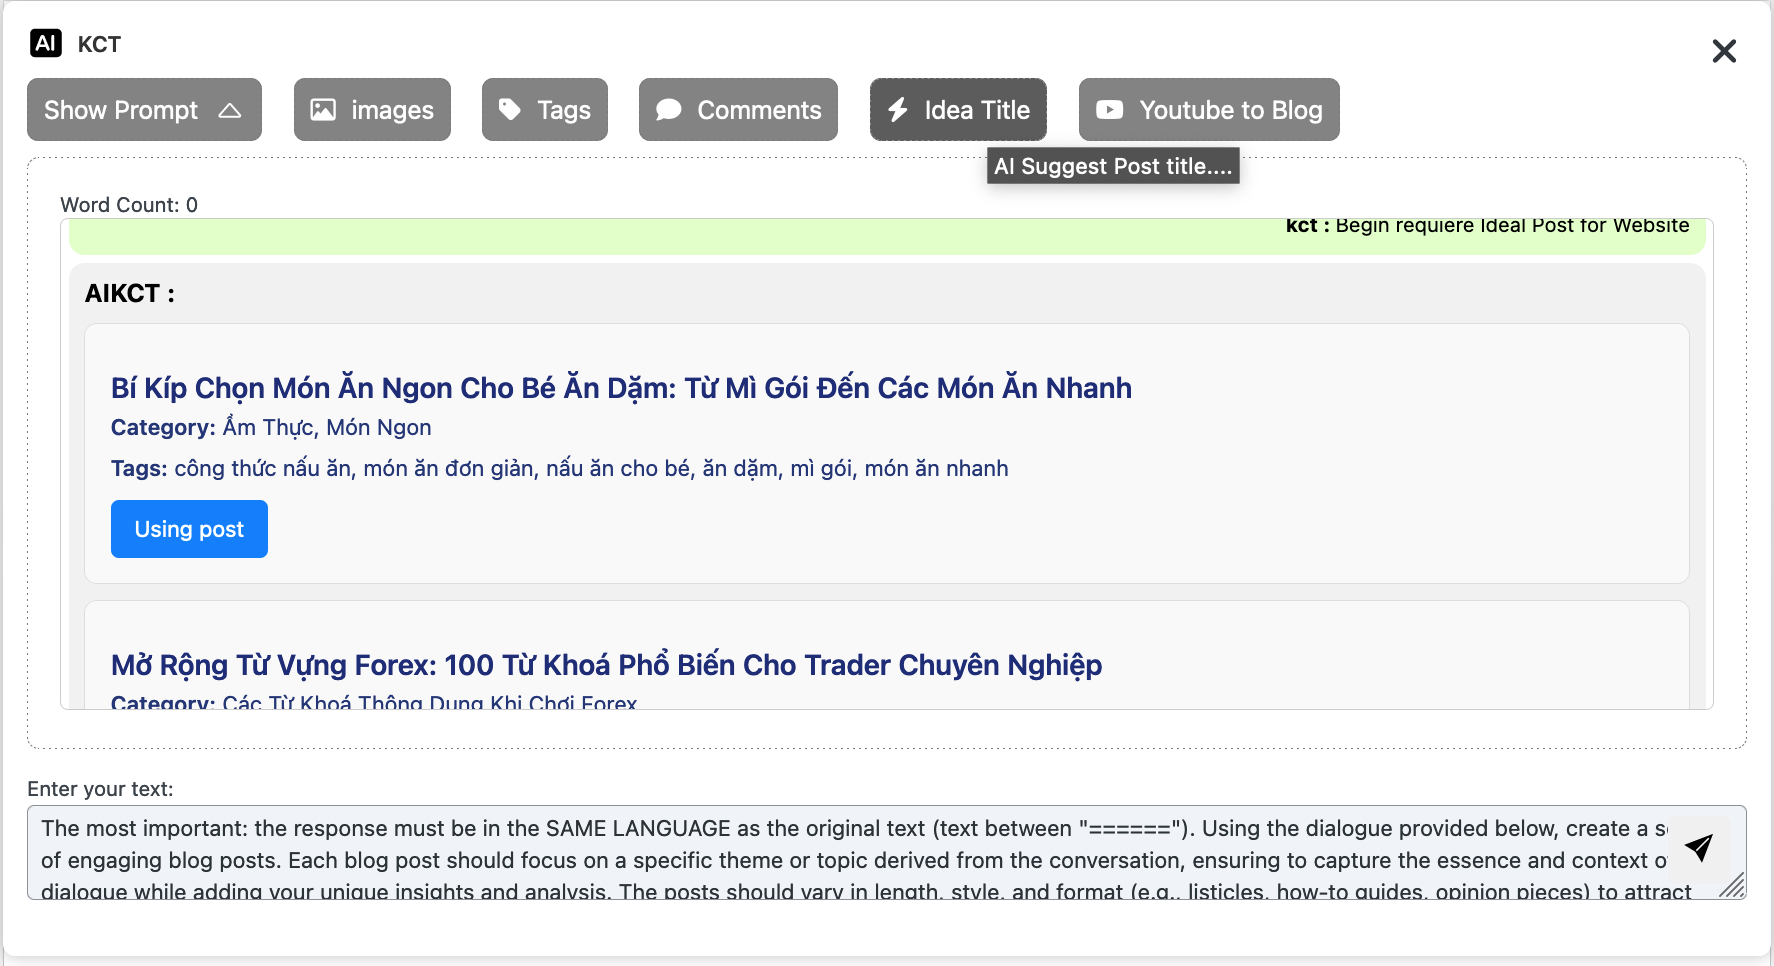 AI KCT
Show Prompt
images
Tags
Comments
Idea Title
Youtube to Blog
AI Suggest Post title....
Word Count: 0
kct : Begin requiere Ideal Post for Website
AIKCT :
Bí Kíp Chọn Món Ăn Ngon Cho Bé Ăn Dặm: Từ Mì Gói Đến Các Món Ăn Nhanh
Category: Ẩm Thực, Món Ngon
Tags: công thức nấu ăn, món ăn đơn giản, nấu ăn cho bé, ăn dặm, mì gói, món ăn nhanh
Using post
Mở Rộng Từ Vựng Forex: 100 Từ Khoá Phổ Biến Cho Trader Chuyên Nghiệp
Category: Các Từ Khoá Thông Dụng Khi Chơi Forex
Enter your text:
The most important: the response must be in the SAME LANGUAGE as the original text (text between "======"). Using the dialogue provided below, create a
of engaging blog posts. Each blog post should focus on a specific theme or topic derived from the conversation, ensuring to capture the essence and context
dialogue while adding your unique insights and analysis. The posts should vary in length, style, and format (e.g., listicles, how-to guides, opinion pieces) to attract